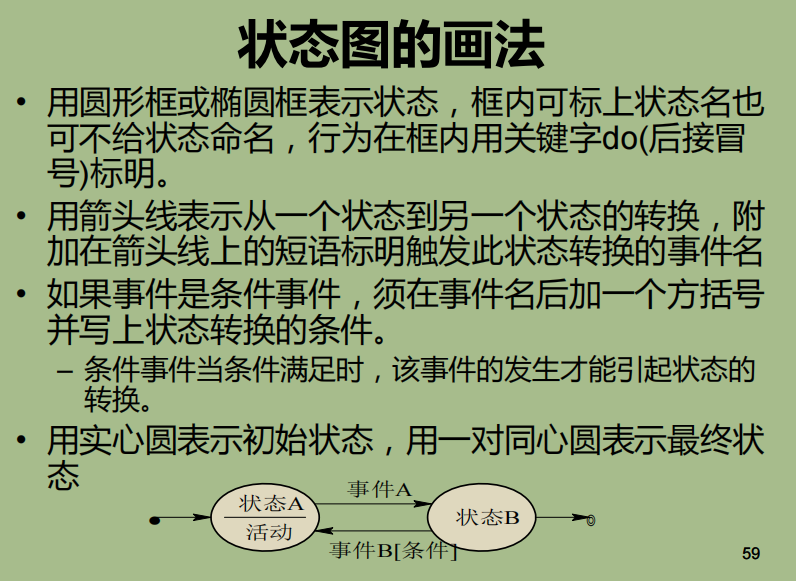 状态图的画法
• 用圆形框或椭圆框表示状态，框内可标上状态名也
可不给状态命名，行为在框内用关键字do(后接冒
号)标明。
• 用箭头线表示从一个状态到另一个状态的转换，附
加在箭头线上的短语标明触发此状态转换的事件名
• 如果事件是条件事件，须在事件名后加一个方括号
并写上状态转换的条件。
– 条件事件当条件满足时，该事件的发生才能引起状态的
转换。
• 用实心圆表示初始状态，用一对同心圆表示最终状
态
事件A
状态A
活动
状态B
事件B[条件]
59